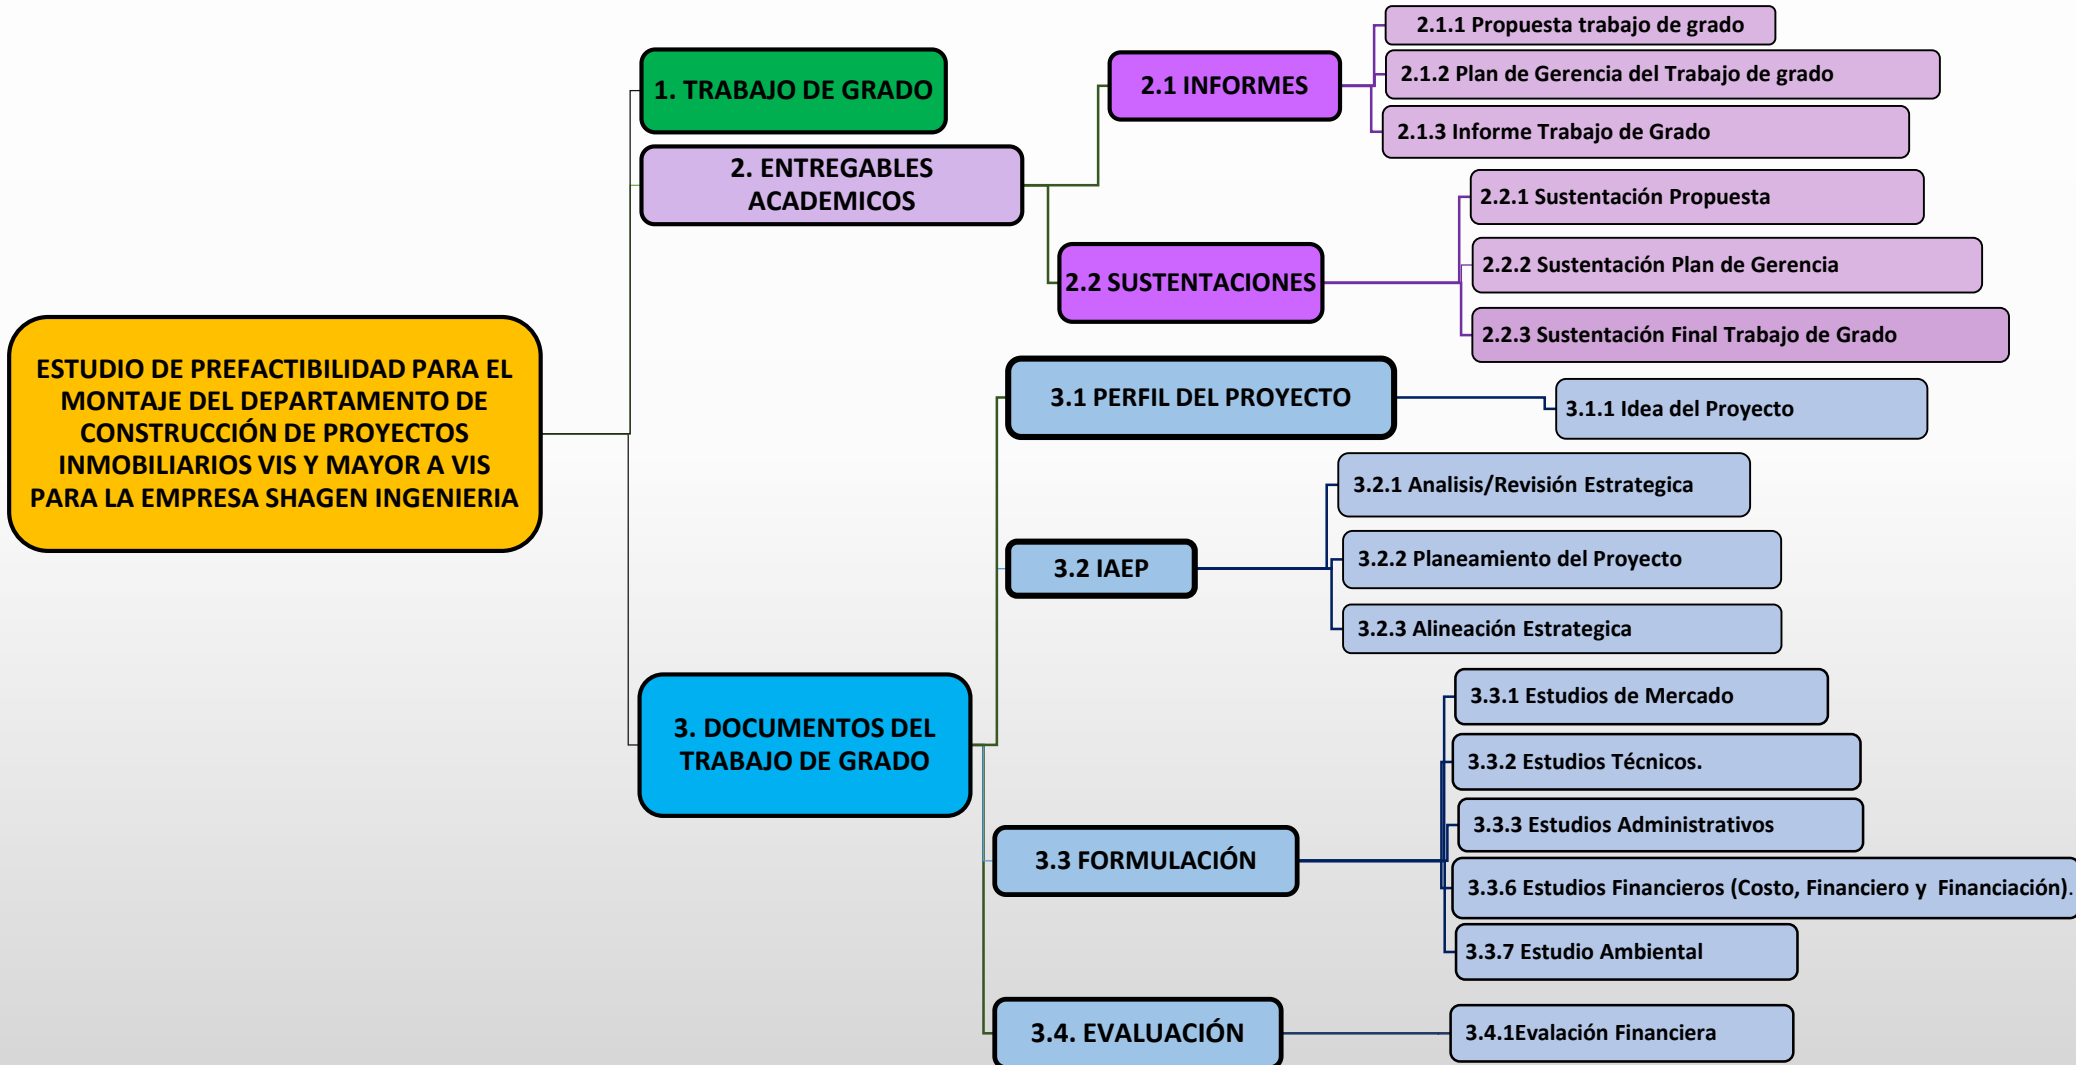 ESTUDIO DE PREFACTIBILIDAD PARA EL
MONTAJE DEL DEPARTAMENTO DE
CONSTRUCCIÓN DE PROYECTOS
INMOBILIARIOS VIS Y MAYOR A VIS
PARA LA EMPRESA SHAGEN INGENIERIA
1. TRABAJO DE GRADO
2. ENTREGABLES
ACADEMICOS
2.1 INFORMES
2.1.1 Propuesta trabajo de grado
2.1.2 Plan de Gerencia del Trabajo de grado
2.1.3 Informe Trabajo de Grado
2.2 SUSTENTACIONES
2.2.1 Sustentación Propuesta
2.2.2 Sustentación Plan de Gerencia
2.2.3 Sustentación Final Trabajo de Grado
3. DOCUMENTOS DEL
TRABAJO DE GRADO
3.1 PERFIL DEL PROYECTO
3.1.1 Idea del Proyecto
3.2 IAEP
3.2.1 Analisis/Revisión Estrategica
3.2.2 Planeamiento del Proyecto
3.2.3 Alineación Estrategica
3.3 FORMULACIÓN
3.3.1 Estudios de Mercado
3.3.2 Estudios Técnicos.
3.3.3 Estudios Administrativos
3.3.6 Estudios Financieros (Costo, Financiero y Financiación).
3.3.7 Estudio Ambiental
3.4. EVALUACIÓN
3.4.1Evalación Financiera